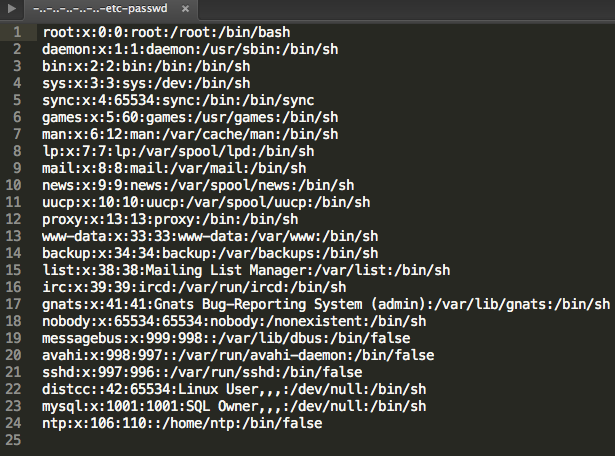 -..-..-..-..-..-etc-passwd ×
1 root:x:0:0:root:/root:/bin/bash
2 daemon:x:1:1:daemon:/usr/sbin:/bin/sh
3 bin:x:2:2:bin:/bin:/bin/sh
4 sys:x:3:3:sys:/dev:/bin/sh
5 sync:x:4:65534:sync:/bin:/bin/sync
6 games:x:5:60:games:/usr/games:/bin/sh
7 man:x:6:12:man:/var/cache/man:/bin/sh
8 lp:x:7:7:lp:/var/spool/lpd:/bin/sh
9 mail:x:8:8:mail:/var/mail:/bin/sh
10 news:x:9:9:news:/var/spool/news:/bin/sh
11 uucp:x:10:10:uucp:/var/spool/uucp:/bin/sh
12 proxy:x:13:13:proxy:/bin:/bin/sh
13 www-data:x:33:33:www-data:/var/www:/bin/sh
14 backup:x:34:34:backup:/var/backups:/bin/sh
15 list:x:38:38:Mailing List Manager:/var/list:/bin/sh
16 irc:x:39:39:ircd:/var/run/ircd:/bin/sh
17 gnats:x:41:41:Gnats Bug-Reporting System (admin):/var/lib/gnats:/bin/sh
18 nobody:x:65534:65534:nobody:/nonexistent:/bin/sh
19 messagebus:x:999:998::/var/lib/dbus:/bin/false
20 avahi:x:998:997::/var/run/avahi-daemon:/bin/false
21 sshd:x:997:996::/var/run/sshd:/bin/false
22 distcc::42:65534:Linux User,,,:/dev/null:/bin/sh
23 mysql:x:1001:1001:SQL Owner,,,:/dev/null:/bin/sh
24 ntp:x:106:110::/home/ntp:/bin/false
25